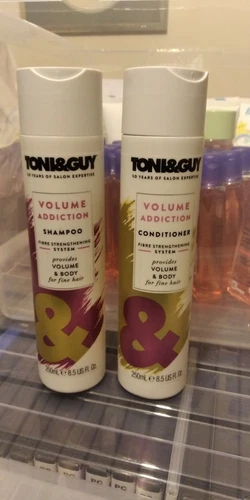 TONI&GUY
50 YEARS OF SALON EXPERTISE
VOLUME
ADDICTION
SHAMPOO
FIBRE STRENGTHENING
SYSTEM
provides
VOLUME
& BODY
for fine hair
&
250mL ℮ 8.5 US Fl. Oz
TONI&GUY
50 YEARS OF SALON EXPERTISE
VOLUME
ADDICTION
CONDITIONER
FIBRE STRENGTHENING
SYSTEM
provides
VOLUME
& BODY
for fine hair
&
250mL ℮ 8.5 US Fl. Oz